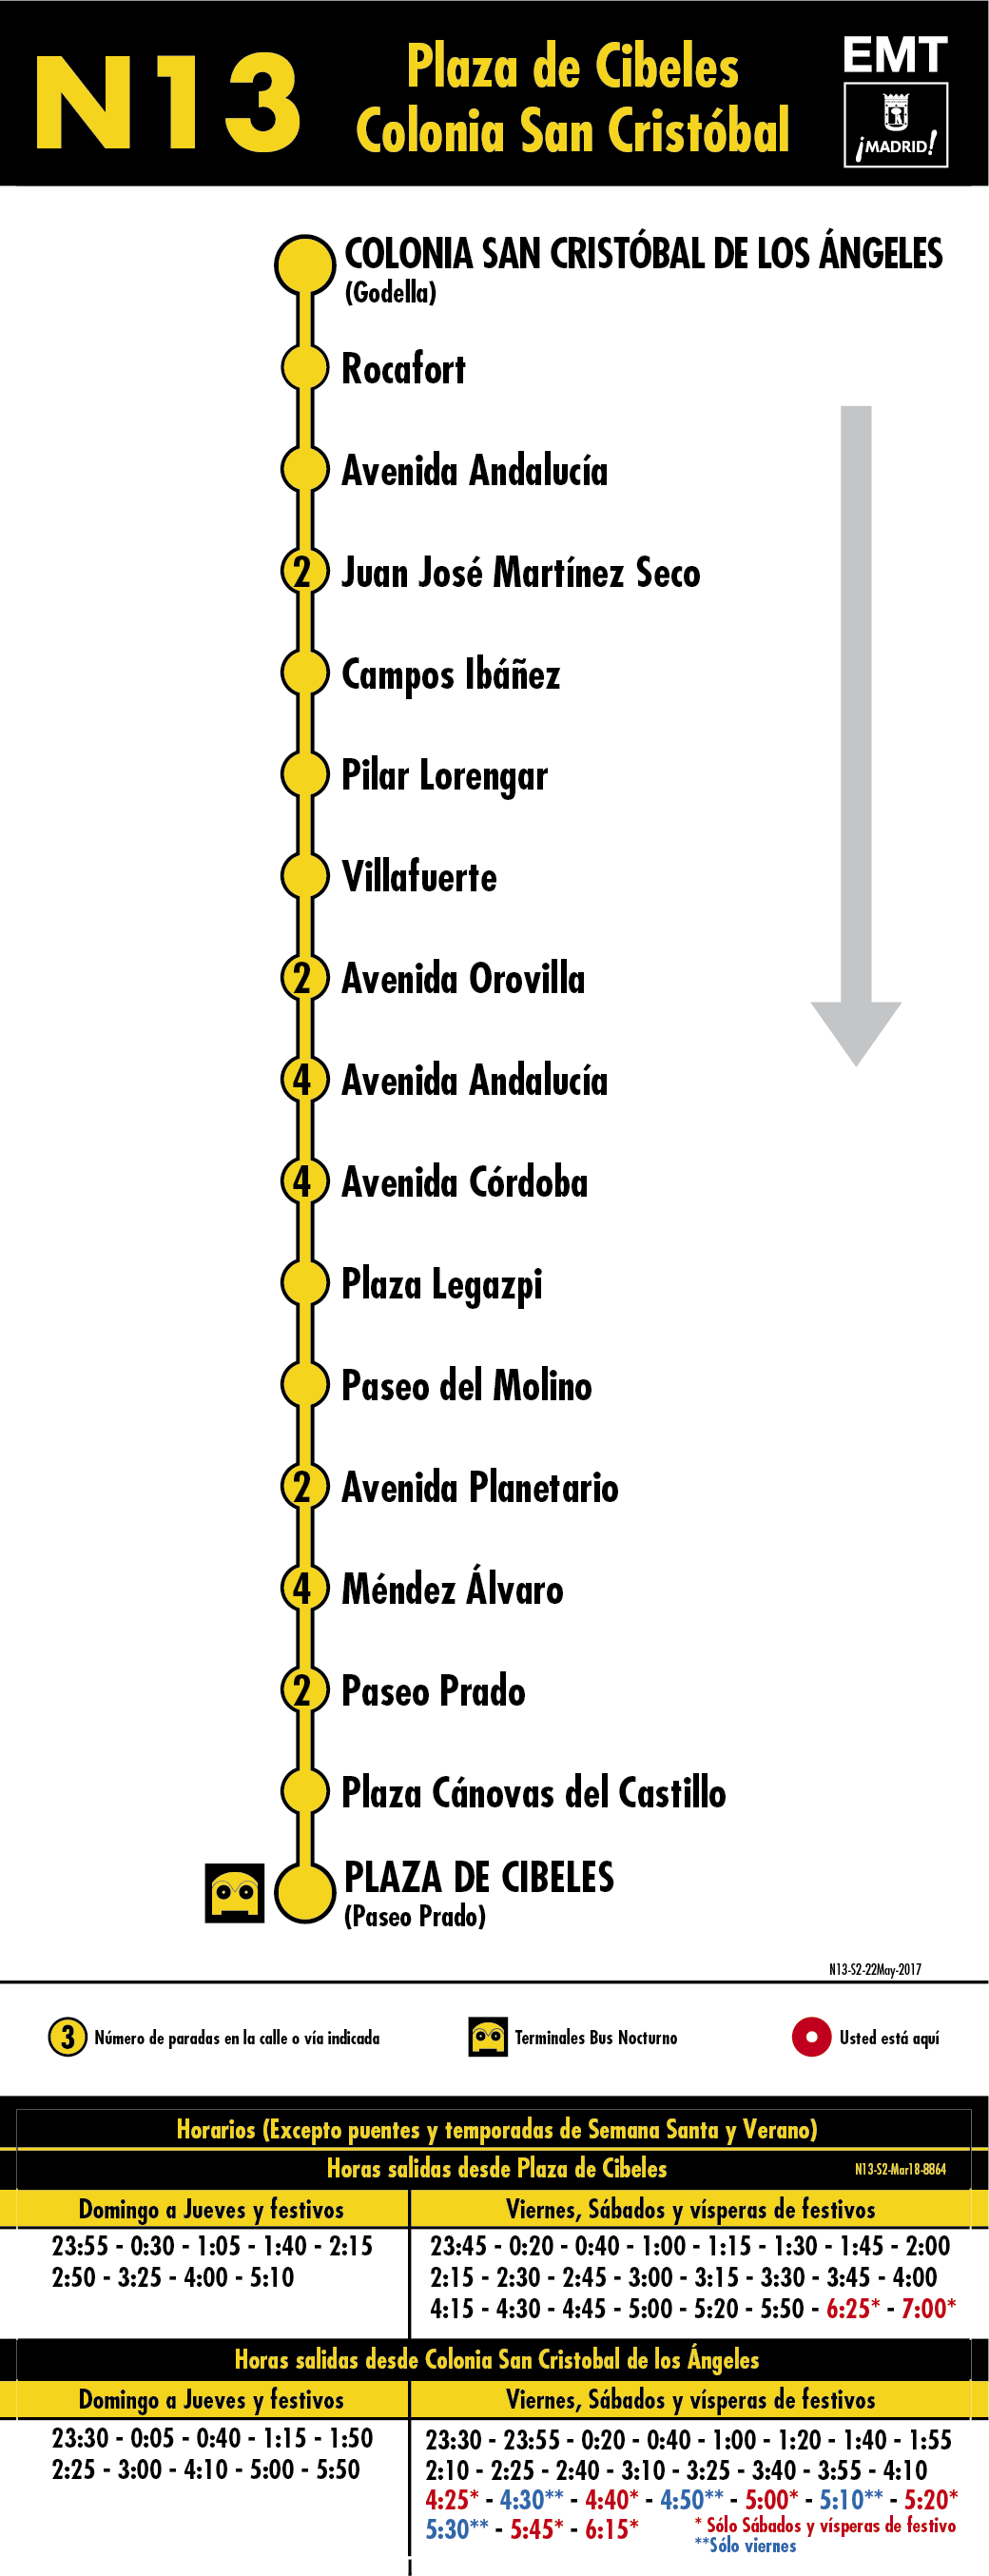 N13
Plaza de Cibeles
Colonia San Cristóbal
EMT
¡MADRID!
COLONIA SAN CRISTÓBAL DE LOS ÁNGELES
(Godella)
Rocafort
Avenida Andalucía
2 Juan José Martínez Seco
Campos Ibáñez
Pilar Lorengar
Villafuerte
2 Avenida Orovilla
4 Avenida Andalucía
4 Avenida Córdoba
Plaza Legazpi
Paseo del Molino
2 Avenida Planetario
4 Méndez Álvaro
2 Paseo Prado
Plaza Cánovas del Castillo
PLAZA DE CIBELES
(Paseo Prado)
N13-S2-22May-2017
3 Número de paradas en la calle o vía indicada
Terminales Bus Nocturno
Usted está aquí
Horarios (Excepto puentes y temporadas de Semana Santa y Verano)
Horas salidas desde Plaza de Cibeles
N13-S2-Mar18-8864
Domingo a Jueves y festivos
23:55 - 0:30 - 1:05 - 1:40 - 2:15
2:50 - 3:25 - 4:00 - 5:10
Viernes, Sábados y vísperas de festivos
23:45 - 0:20 - 0:40 - 1:00 - 1:15 - 1:30 - 1:45 - 2:00
2:15 - 2:30 - 2:45 - 3:00 - 3:15 - 3:30 - 3:45 - 4:00
4:15 - 4:30 - 4:45 - 5:00 - 5:20 - 5:50 - 6:25* - 7:00*
Horas salidas desde Colonia San Cristobal de los Ángeles
Domingo a Jueves y festivos
23:30 - 0:05 - 0:40 - 1:15 - 1:50
2:25 - 3:00 - 4:10 - 5:00 - 5:50
Viernes, Sábados y vísperas de festivos
23:30 - 23:55 - 0:20 - 0:40 - 1:00 - 1:20 - 1:40 - 1:55
2:10 - 2:25 - 2:40 - 3:10 - 3:25 - 3:40 - 3:55 - 4:10
4:25* - 4:30** - 4:40* - 4:50** - 5:00* - 5:10** - 5:20*
5:30** - 5:45* - 6:15*
* Sólo Sábados y vísperas de festivo
**Sólo viernes